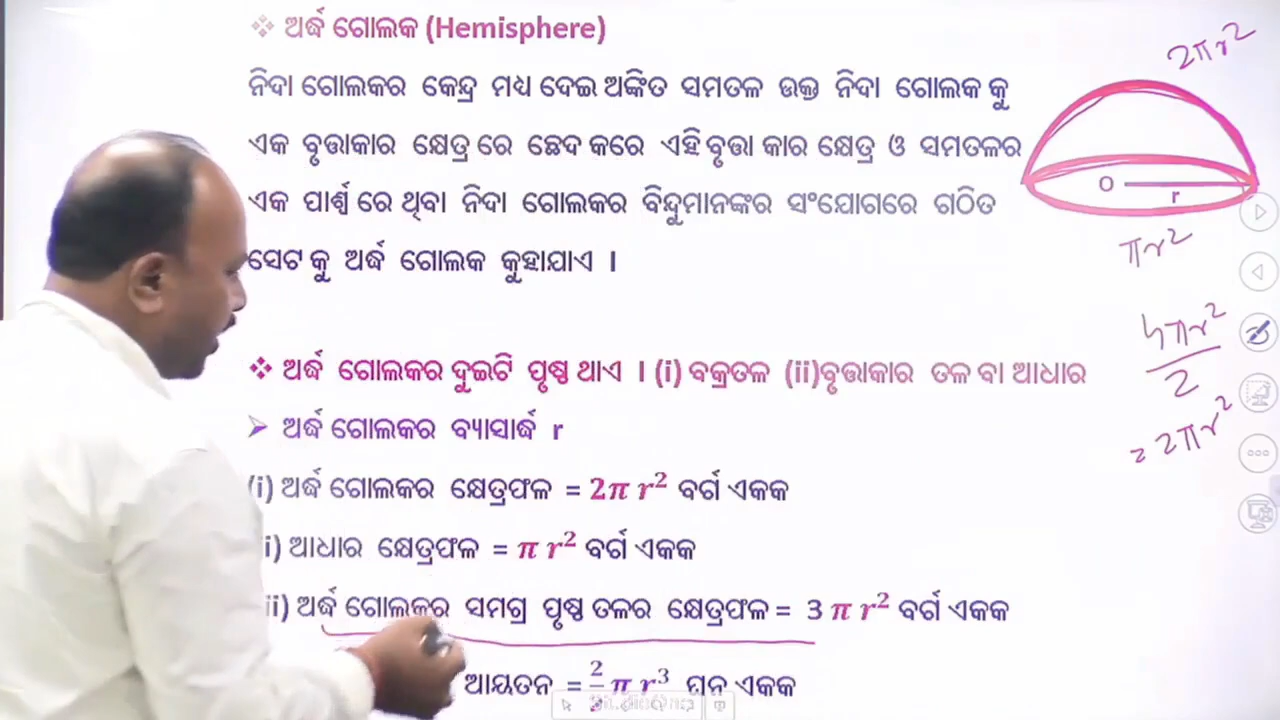 ❖ ଅର୍ଦ୍ଧ ଗୋଲକ (Hemisphere)
ନିଦା ଗୋଲକର କେନ୍ଦ୍ର ମଧ୍ୟ ଦେଇ ଅଙ୍କିତ ସମତଳ ଉକ୍ତ ନିଦା ଗୋଲକ କୁ
ଏକ ବୃତ୍ତାକାର କ୍ଷେତ୍ର ରେ ଛେଦ କରେ ଏହି ବୃତ୍ତା କାର କ୍ଷେତ୍ର ଓ ସମତଳର
ଏକ ପାର୍ଶ୍ଵ ରେ ଥିବା ନିଦା ଗୋଲକର ବିନ୍ଦୁମାନଙ୍କର ସଂଯୋଗରେ ଗଠିତ
ସେଟ କୁ ଅର୍ଦ୍ଧ ଗୋଲକ କୁହାଯାଏ ।
2πr²
O r
πr²
4πr²/2
= 2πr²
❖ ଅର୍ଦ୍ଧ ଗୋଲକର ଦୁଇଟି ପୃଷ୍ଠ ଥାଏ । (i) ବକ୍ରତଳ (ii)ବୃତ୍ତାକାର ତଳ ବା ଆଧାର
➢ ଅର୍ଦ୍ଧ ଗୋଲକର ବ୍ୟାସାର୍ଦ୍ଧ r
(i) ଅର୍ଦ୍ଧ ଗୋଲକର କ୍ଷେତ୍ରଫଳ = 2π r² ବର୍ଗ ଏକକ
i) ଆଧାର କ୍ଷେତ୍ରଫଳ = π r² ବର୍ଗ ଏକକ
ii) ଅର୍ଦ୍ଧ ଗୋଲକର ସମଗ୍ର ପୃଷ୍ଠ ତଳର କ୍ଷେତ୍ରଫଳ = 3 π r² ବର୍ଗ ଏକକ
ଆୟତନ = 2/3 π r³ ଘନ ଏକକ